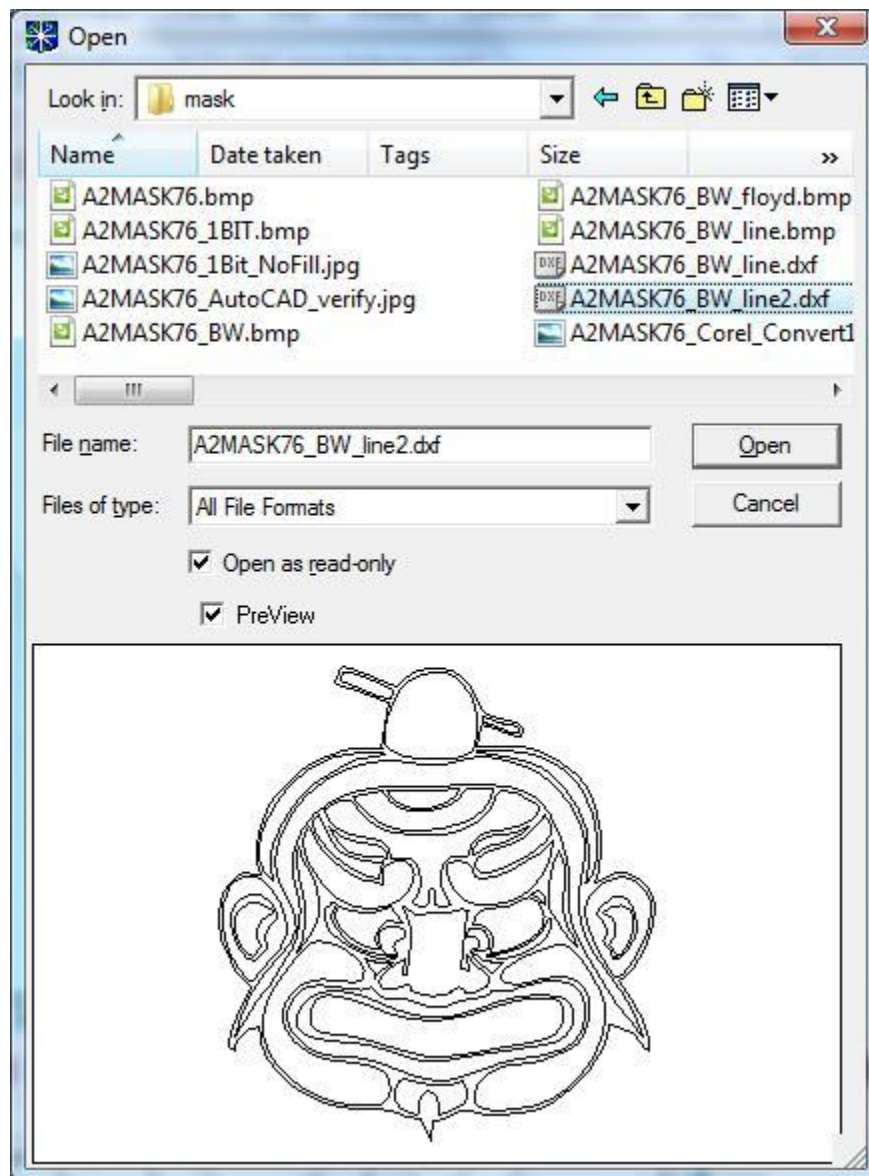 Open
Look in: mask
Name Date taken Tags Size »
A2MASK76.bmp
A2MASK76_1BIT.bmp
A2MASK76_1Bit_NoFill.jpg
A2MASK76_AutoCAD_verify.jpg
A2MASK76_BW.bmp
A2MASK76_BW_floyd.bmp
A2MASK76_BW_line.bmp
DXF A2MASK76_BW_line.dxf
DXF A2MASK76_BW_line2.dxf
A2MASK76_Corel_Convert1
File name: A2MASK76_BW_line2.dxf Open
Files of type: All File Formats Cancel
Open as read-only
PreView